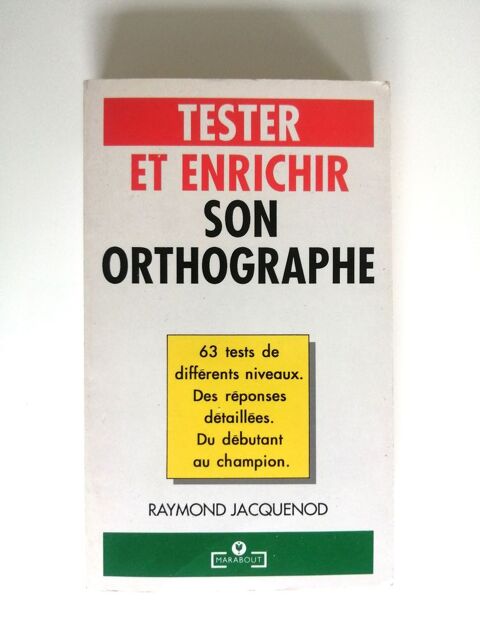 TESTER
ET ENRICHIR
SON
ORTHOGRAPHE
63 tests de
différents niveaux.
Des réponses
détaillées.
Du débutant
au champion.
RAYMOND JACQUENOD
MARABOUT